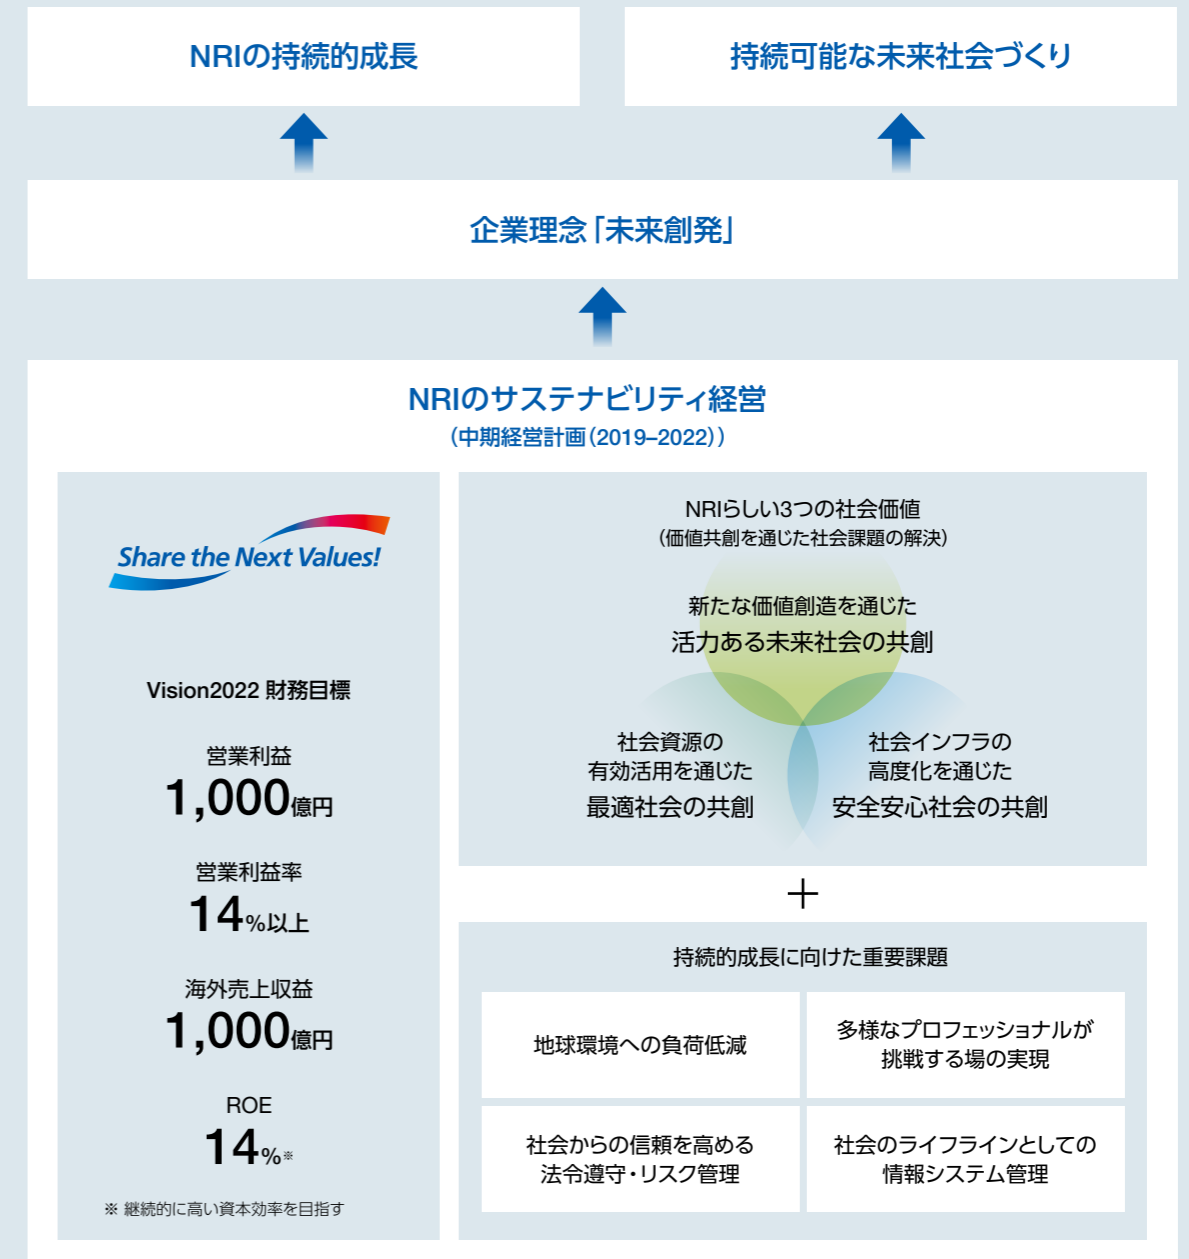 NRIの持続的成長
持続可能な未来社会づくり
企業理念「未来創発」
NRIのサステナビリティ経営
（中期経営計画（2019–2022））
Share the Next Values!
Vision2022 財務目標
営業利益
1,000億円
営業利益率
14%以上
海外売上収益
1,000億円
ROE
14%※
※ 継続的に高い資本効率を目指す
NRIらしい3つの社会価値
（価値共創を通じた社会課題の解決）
新たな価値創造を通じた
活力ある未来社会の共創
社会資源の
有効活用を通じた
最適社会の共創
社会インフラの
高度化を通じた
安全安心社会の共創
＋
持続的成長に向けた重要課題
地球環境への負荷低減
多様なプロフェッショナルが
挑戦する場の実現
社会からの信頼を高める
法令遵守・リスク管理
社会のライフラインとしての
情報システム管理